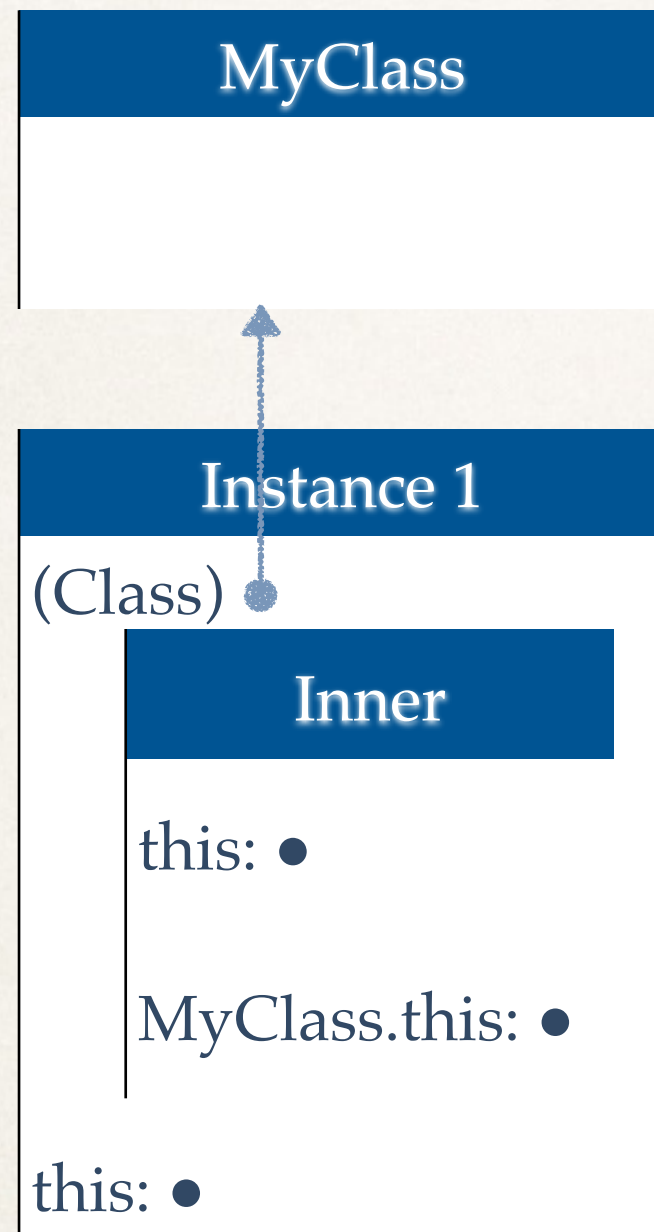 MyClass
Instance 1
(Class)
Inner
this: •
MyClass.this: •
this: •